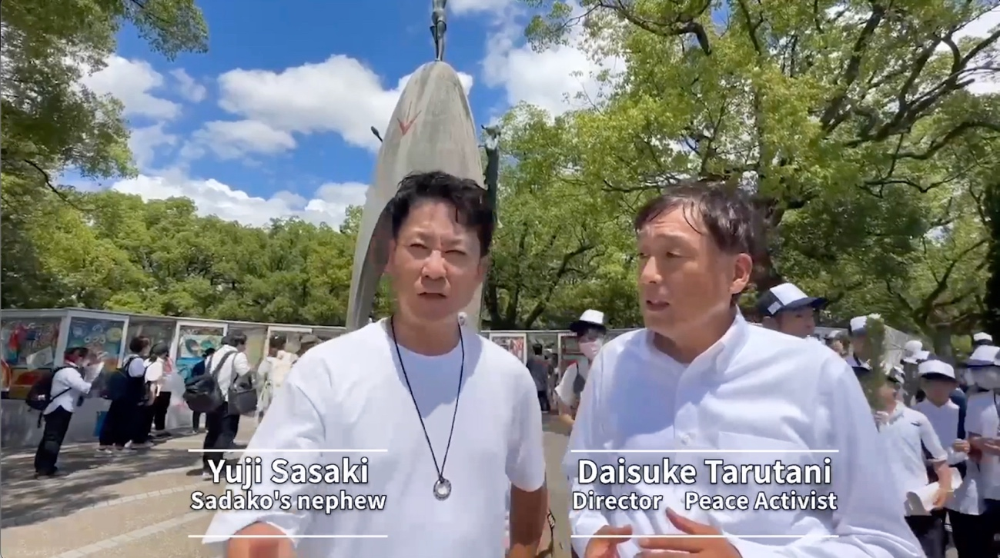 Yuji Sasaki
Sadako's nephew
Daisuke Tarutani
Director Peace Activist